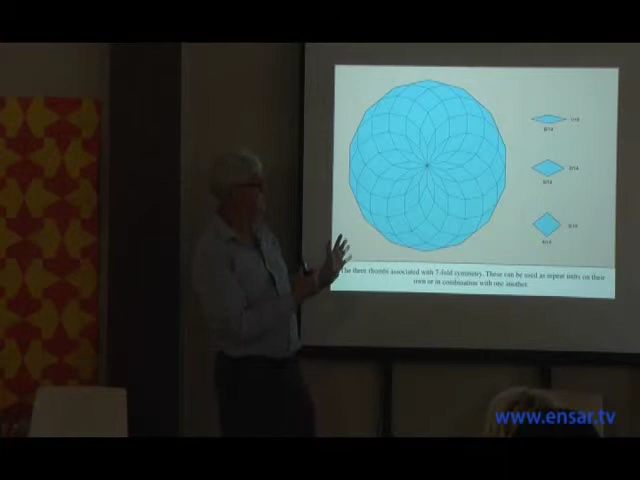 The three rhombs associated with 7-fold symmetry. These can be used as repeat units on their
own or in combination with one another.
www.ensar.tv